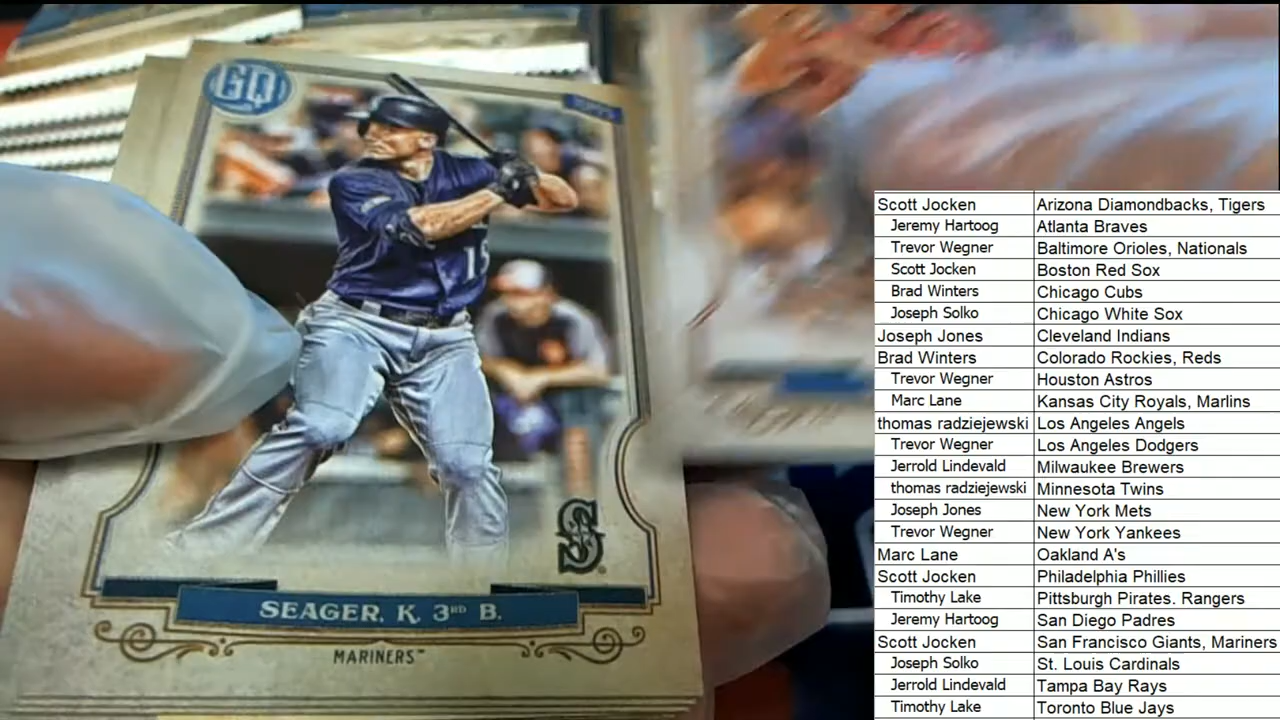 GQ
TOPPS
15
S
SEAGER, K, 3RD B.
MARINERS™
Scott Jocken Arizona Diamondbacks, Tigers
Jeremy Hartoog Atlanta Braves
Trevor Wegner Baltimore Orioles, Nationals
Scott Jocken Boston Red Sox
Brad Winters Chicago Cubs
Joseph Solko Chicago White Sox
Joseph Jones Cleveland Indians
Brad Winters Colorado Rockies, Reds
Trevor Wegner Houston Astros
Marc Lane Kansas City Royals, Marlins
thomas radziejewski Los Angeles Angels
Trevor Wegner Los Angeles Dodgers
Jerrold Lindevald Milwaukee Brewers
thomas radziejewski Minnesota Twins
Joseph Jones New York Mets
Trevor Wegner New York Yankees
Marc Lane Oakland A's
Scott Jocken Philadelphia Phillies
Timothy Lake Pittsburgh Pirates. Rangers
Jeremy Hartoog San Diego Padres
Scott Jocken San Francisco Giants, Mariners
Joseph Solko St. Louis Cardinals
Jerrold Lindevald Tampa Bay Rays
Timothy Lake Toronto Blue Jays